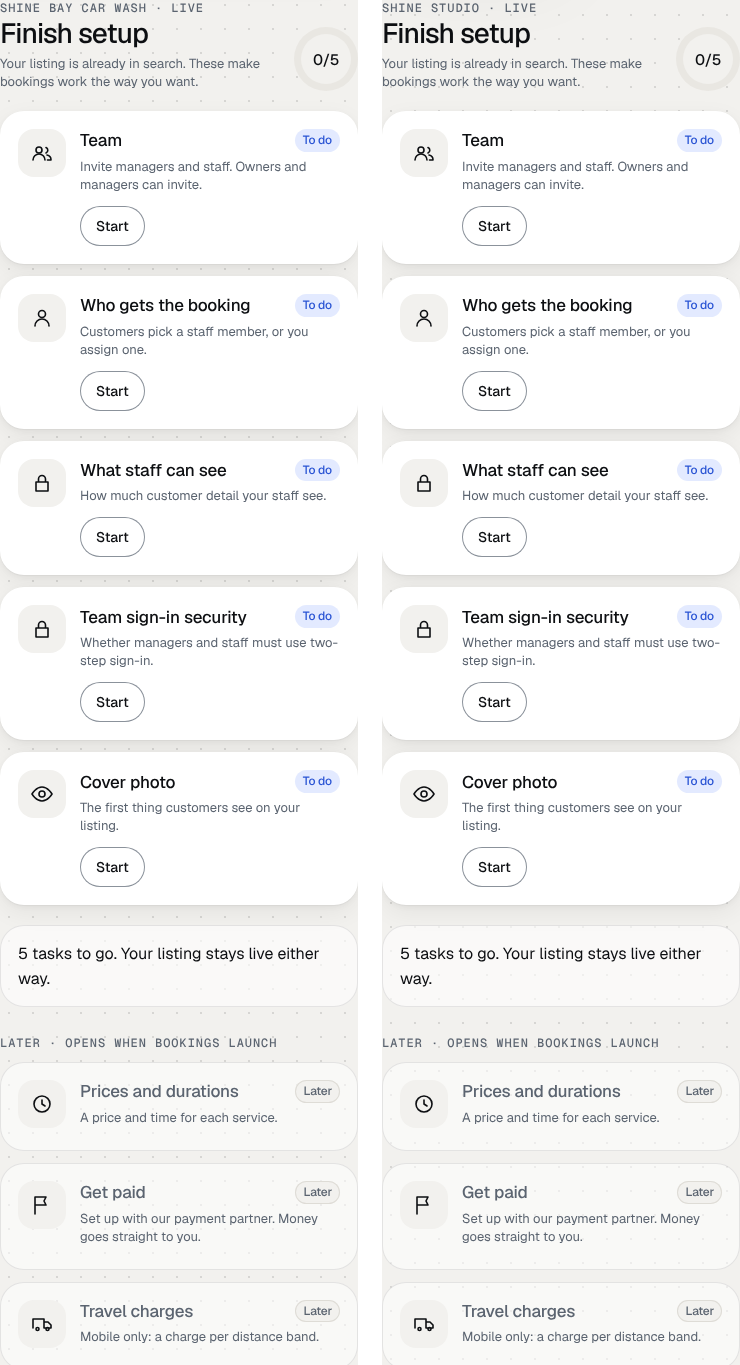 SHINE BAY CAR WASH · LIVE
Finish setup
Your listing is already in search. These make
bookings work the way you want.
0/5
Team
To do
Invite managers and staff. Owners and
managers can invite.
Start
Who gets the booking
To do
Customers pick a staff member, or you
assign one.
Start
What staff can see
To do
How much customer detail your staff see.
Start
Team sign-in security
To do
Whether managers and staff must use two-
step sign-in.
Start
Cover photo
To do
The first thing customers see on your
listing.
Start
5 tasks to go. Your listing stays live either
way.
LATER · OPENS WHEN BOOKINGS LAUNCH
Prices and durations
Later
A price and time for each service.
Get paid
Later
Set up with our payment partner. Money
goes straight to you.
Travel charges
Later
Mobile only: a charge per distance band.
SHINE STUDIO · LIVE
Finish setup
Your listing is already in search. These make
bookings work the way you want.
0/5
Team
To do
Invite managers and staff. Owners and
managers can invite.
Start
Who gets the booking
To do
Customers pick a staff member, or you
assign one.
Start
What staff can see
To do
How much customer detail your staff see.
Start
Team sign-in security
To do
Whether managers and staff must use two-
step sign-in.
Start
Cover photo
To do
The first thing customers see on your
listing.
Start
5 tasks to go. Your listing stays live either
way.
LATER · OPENS WHEN BOOKINGS LAUNCH
Prices and durations
Later
A price and time for each service.
Get paid
Later
Set up with our payment partner. Money
goes straight to you.
Travel charges
Later
Mobile only: a charge per distance band.